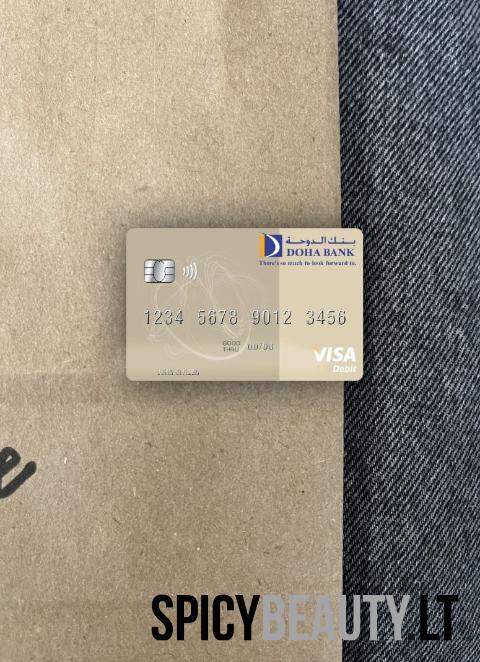 بنك الدوحة
DOHA BANK
There's so much to look forward to.
1234 5678 9012 3456
GOOD
THRU 00/00
VISA
Debit
SPICYBEAUTY.LT